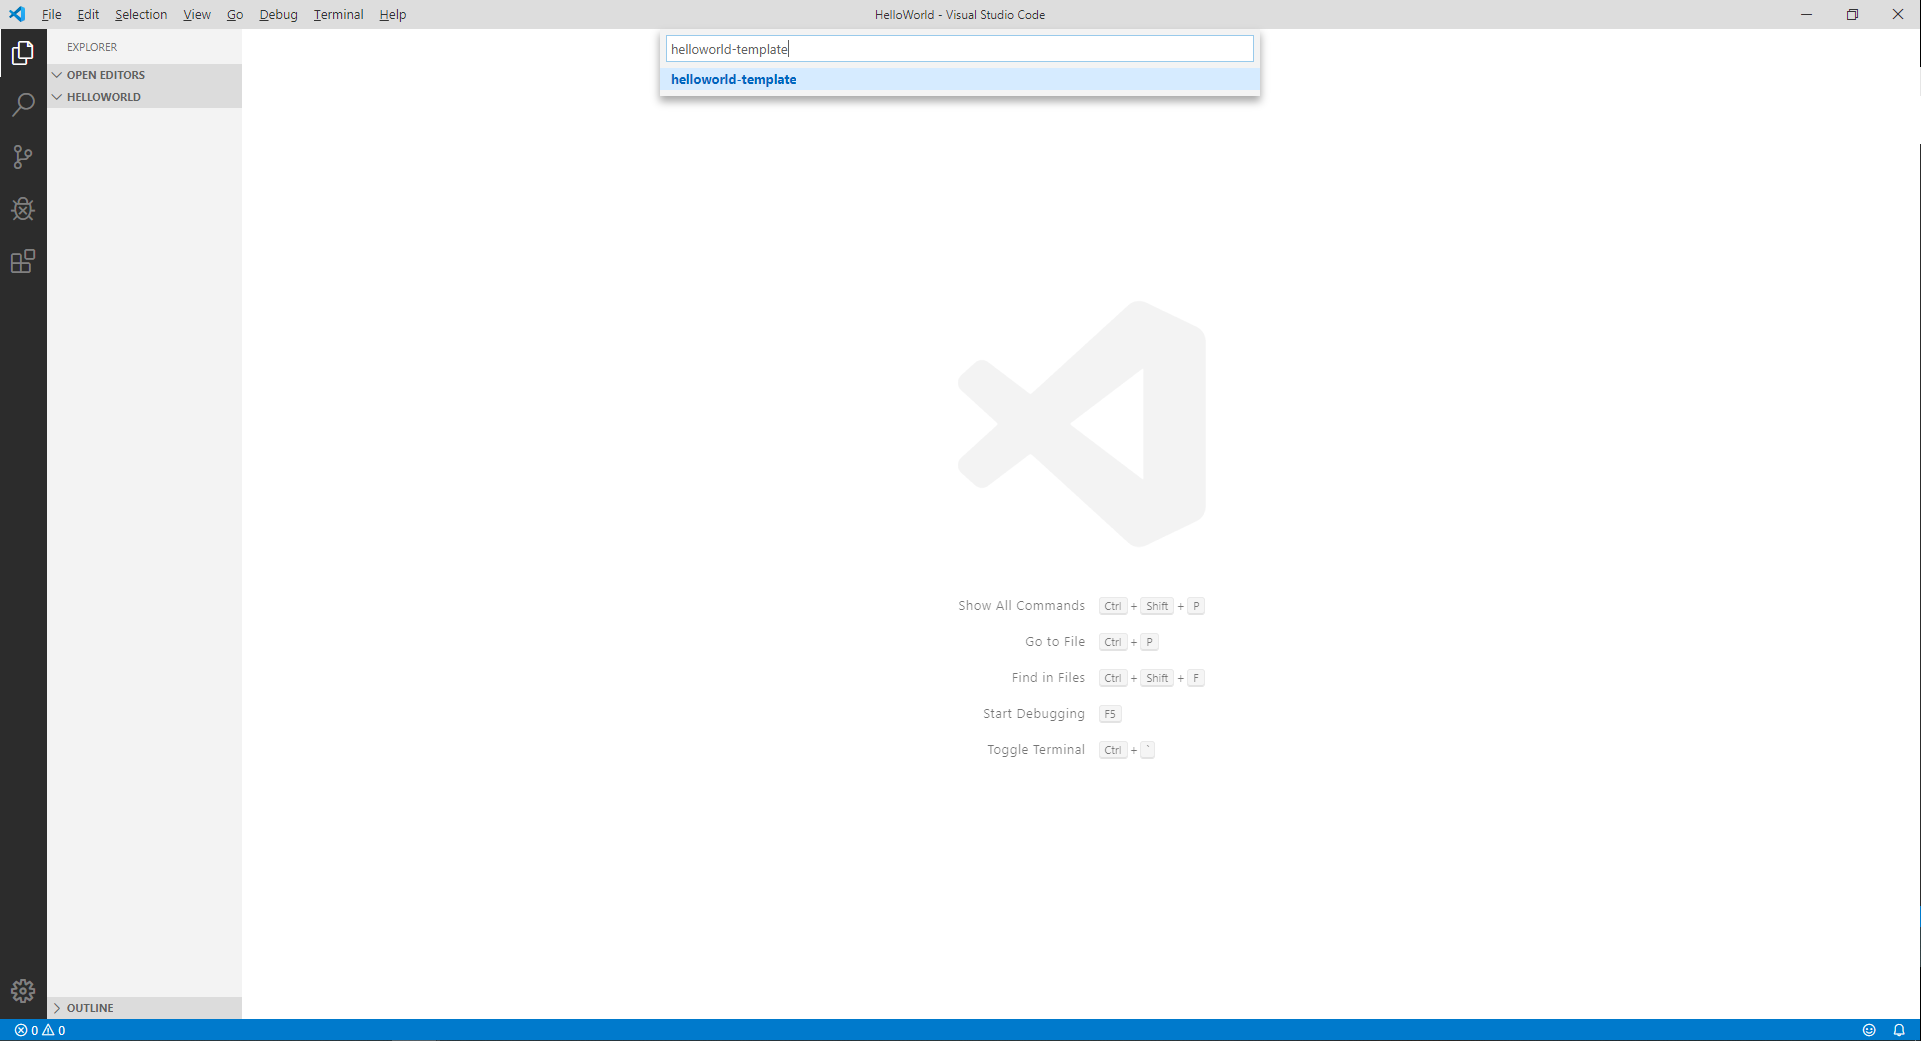 File Edit Selection View Go Debug Terminal Help
HelloWorld - Visual Studio Code
EXPLORER
OPEN EDITORS
HELLOWORLD
helloworld-template
helloworld-template
Show All Commands Ctrl + Shift + P
Go to File Ctrl + P
Find in Files Ctrl + Shift + F
Start Debugging F5
Toggle Terminal Ctrl + `
OUTLINE
0 0